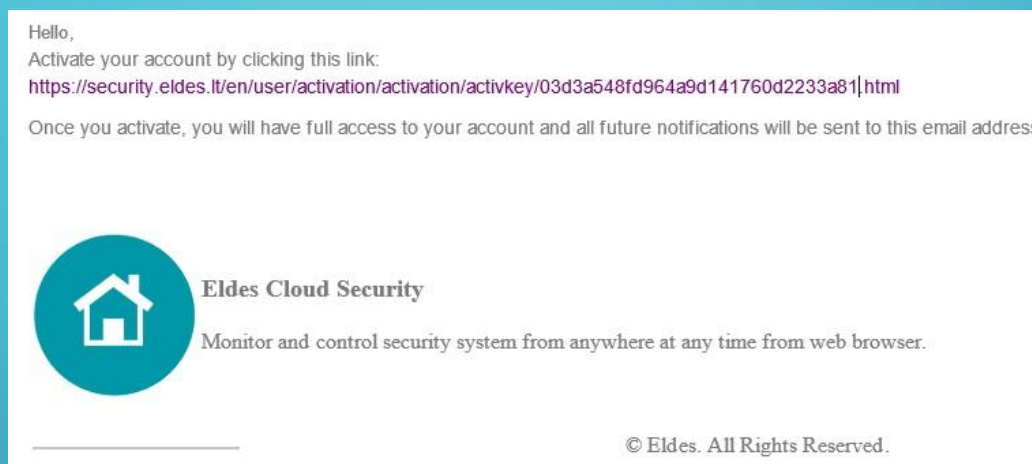 Hello,
Activate your account by clicking this link:
https://security.eldes.lt/en/user/activation/activation/activkey/03d3a548fd964a9d141760d2233a81.html
Once you activate, you will have full access to your account and all future notifications will be sent to this email address
Eldes Cloud Security
Monitor and control security system from anywhere at any time from web browser.
© Eldes. All Rights Reserved.